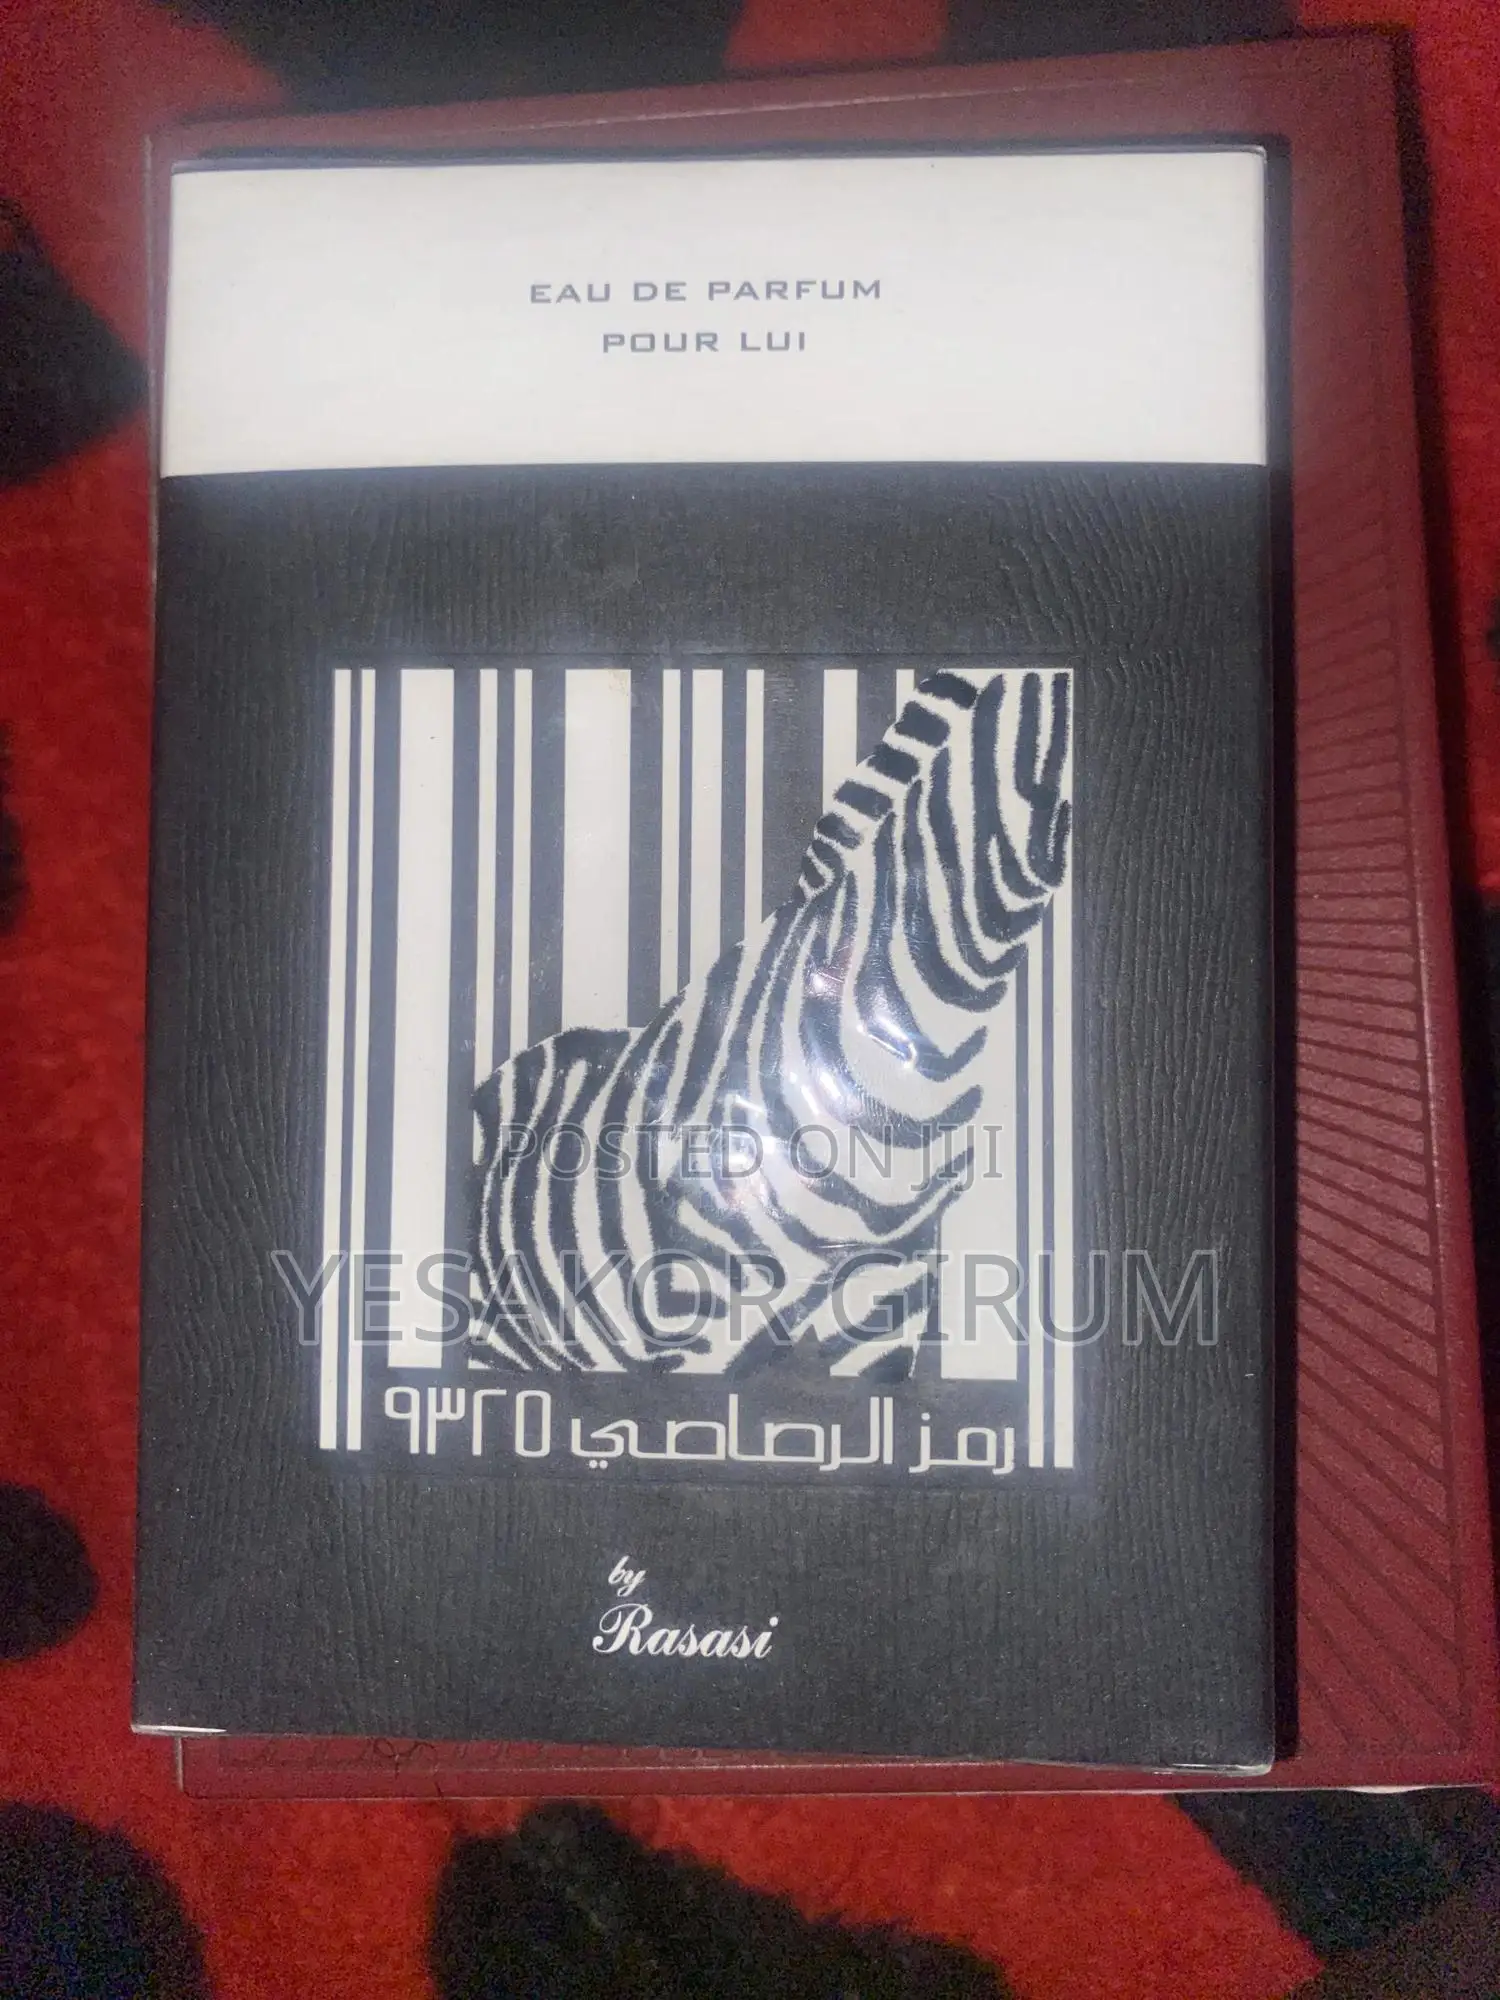 EAU DE PARFUM
POUR LUI
POSTED ON JIJI
YESAKOR GIRUM
رمز الرصاصي ٩٣٢٥
by
Rasasi